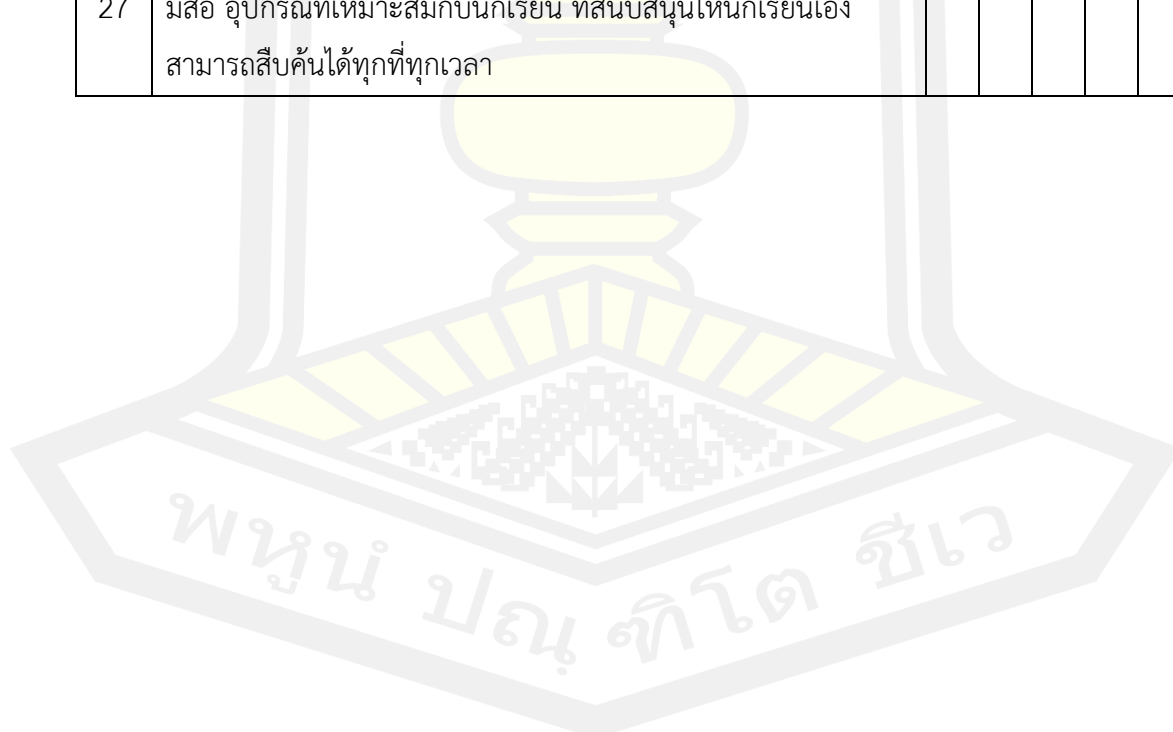 27 มีสื่อ อุปกรณ์ที่เหมาะสมกับนักเรียน ที่สนับสนุนให้นักเรียนเอง
สามารถสืบค้นได้ทุกที่ทุกเวลา
พหูนํ ปณฺฑิโต ชีเว